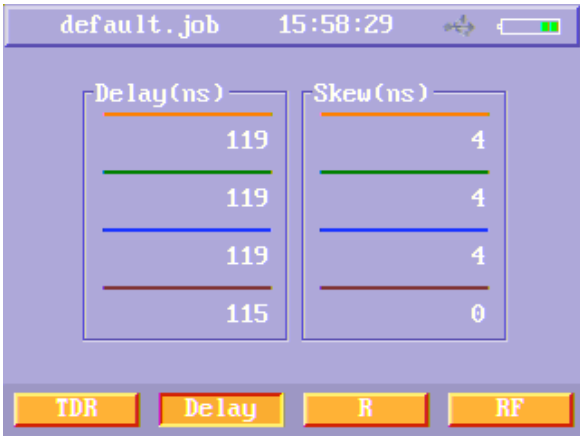 default.job 15:58:29
Delay(ns) Skew(ns)
119 4
119 4
119 4
115 0
TDR Delay R RF